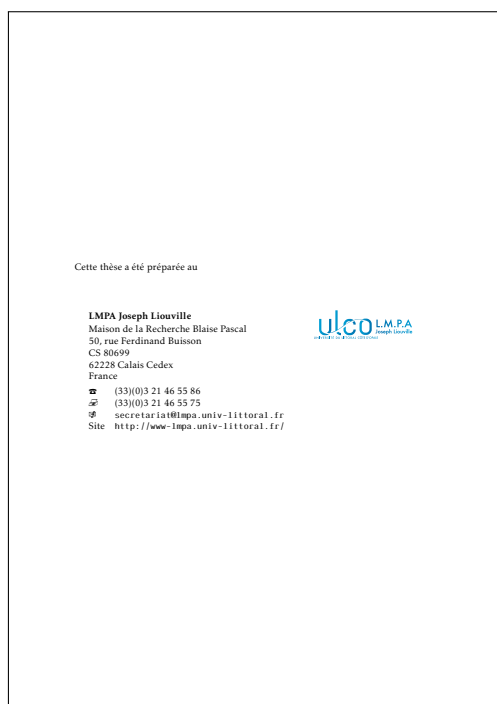 Cette thèse a été préparée au
LMPA Joseph Liouville
Maison de la Recherche Blaise Pascal
50, rue Ferdinand Buisson
CS 80699
62228 Calais Cedex
France
☎ (33)(0)3 21 46 55 86
(33)(0)3 21 46 55 75
secretariat@lmpa.univ-littoral.fr
Site http://www-lmpa.univ-littoral.fr/
ulco L.M.P.A
Joseph Liouville